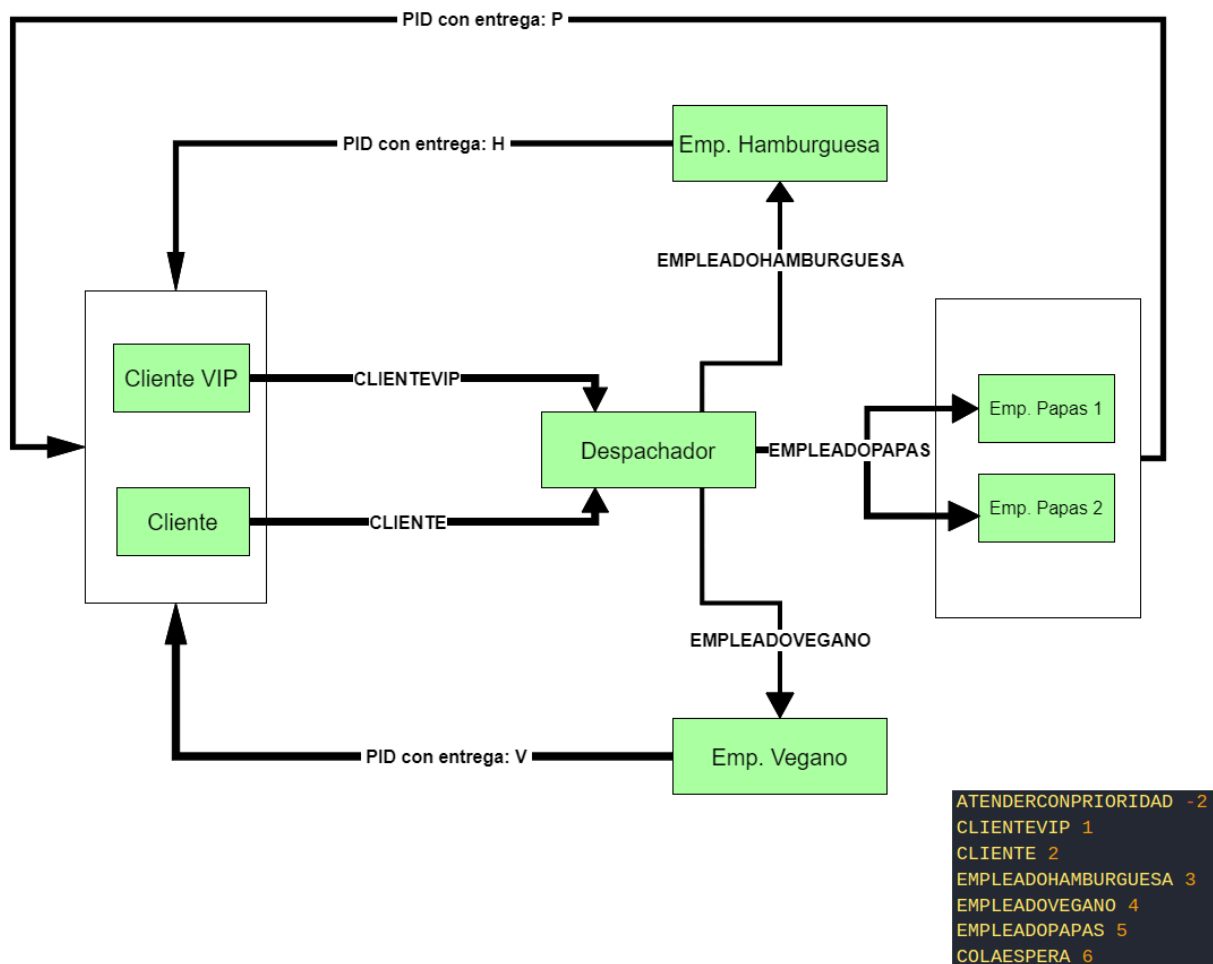 PID con entrega: P
PID con entrega: H
Emp. Hamburguesa
EMPLEADOHAMBURGUESA
Cliente VIP
CLIENTEVIP
Emp. Papas 1
Despachador
EMPLEADOPAPAS
Cliente
CLIENTE
Emp. Papas 2
EMPLEADOVEGANO
PID con entrega: V
Emp. Vegano
ATENDERCONPRIORIDAD -2
CLIENTEVIP 1
CLIENTE 2
EMPLEADOHAMBURGUESA 3
EMPLEADOVEGANO 4
EMPLEADOPAPAS 5
COLAESPERA 6